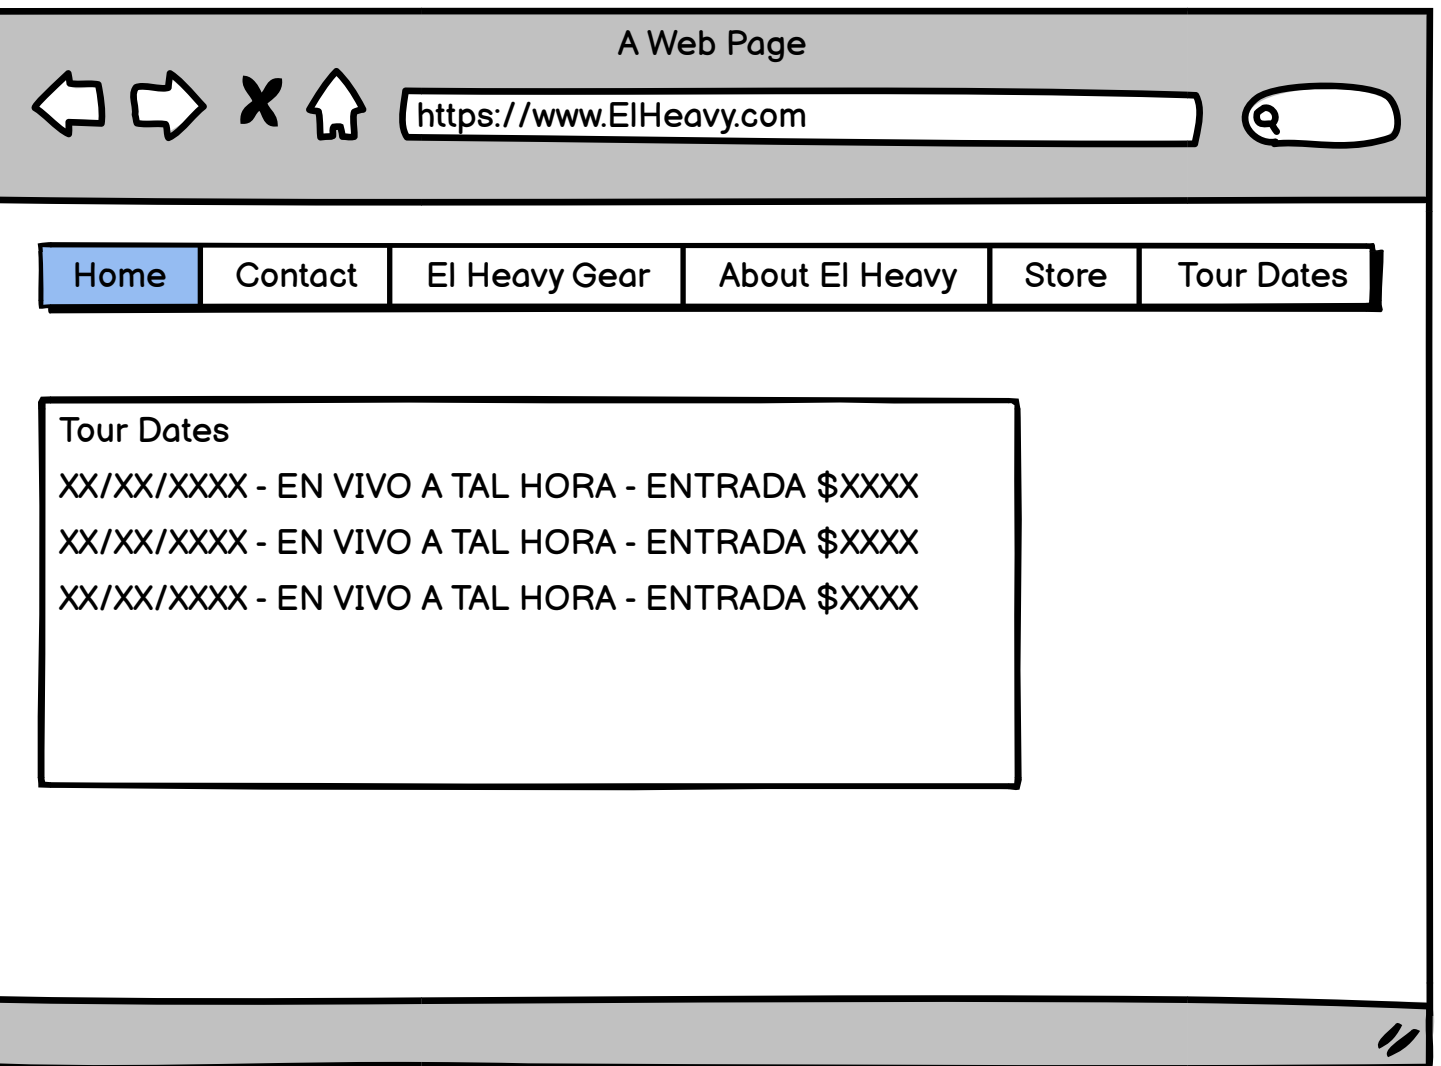 A Web Page
https://www.ElHeavy.com
Home Contact El Heavy Gear About El Heavy Store Tour Dates
Tour Dates
XX/XX/XXXX - EN VIVO A TAL HORA - ENTRADA $XXXX
XX/XX/XXXX - EN VIVO A TAL HORA - ENTRADA $XXXX
XX/XX/XXXX - EN VIVO A TAL HORA - ENTRADA $XXXX